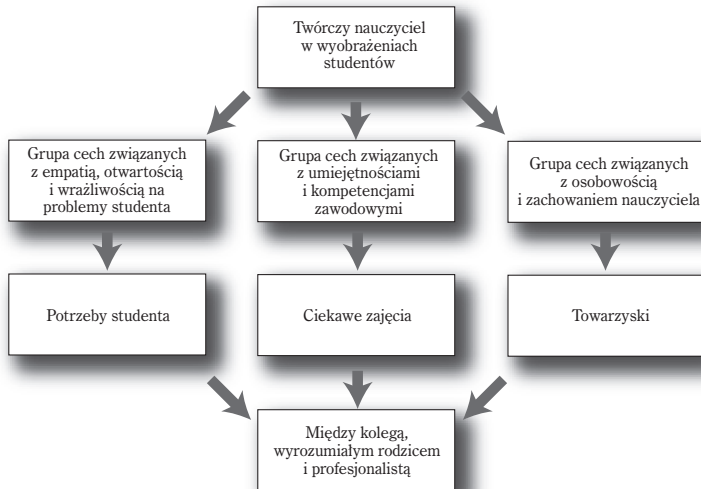 Twórczy nauczyciel
w wyobrażeniach
studentów
Grupa cech związanych
z empatią, otwartością
i wrażliwością na
problemy studenta
Grupa cech związanych
z umiejętnościami
i kompetencjami
zawodowymi
Grupa cech związanych
z osobowością
i zachowaniem nauczyciela
Potrzeby studenta
Ciekawe zajęcia
Towarzyski
Między kolegą,
wyrozumiałym rodzicem
i profesjonalistą